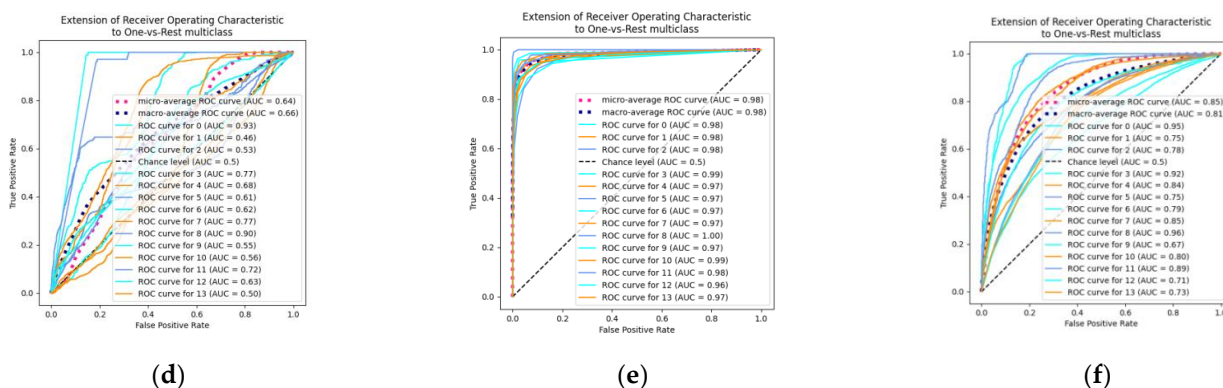 Extension of Receiver Operating Characteristic
to One-vs-Rest multiclass
1.0
0.8
0.6
0.4
0.2
0.0
True Positive Rate
micro-average ROC curve (AUC = 0.64)
macro-average ROC curve (AUC = 0.66)
ROC curve for 0 (AUC = 0.93)
ROC curve for 1 (AUC = 0.46)
ROC curve for 2 (AUC = 0.53)
Chance level (AUC = 0.5)
ROC curve for 3 (AUC = 0.77)
ROC curve for 4 (AUC = 0.68)
ROC curve for 5 (AUC = 0.61)
ROC curve for 6 (AUC = 0.62)
ROC curve for 7 (AUC = 0.77)
ROC curve for 8 (AUC = 0.90)
ROC curve for 9 (AUC = 0.55)
ROC curve for 10 (AUC = 0.56)
ROC curve for 11 (AUC = 0.72)
ROC curve for 12 (AUC = 0.63)
ROC curve for 13 (AUC = 0.50)
0.0 0.2 0.4 0.6 0.8 1.0
False Positive Rate
(d)
Extension of Receiver Operating Characteristic
to One-vs-Rest multiclass
1.0
0.8
0.6
0.4
0.2
0.0
True Positive Rate
micro-average ROC curve (AUC = 0.98)
macro-average ROC curve (AUC = 0.98)
ROC curve for 0 (AUC = 0.98)
ROC curve for 1 (AUC = 0.98)
ROC curve for 2 (AUC = 0.98)
Chance level (AUC = 0.5)
ROC curve for 3 (AUC = 0.99)
ROC curve for 4 (AUC = 0.97)
ROC curve for 5 (AUC = 0.97)
ROC curve for 6 (AUC = 0.97)
ROC curve for 7 (AUC = 0.97)
ROC curve for 8 (AUC = 1.00)
ROC curve for 9 (AUC = 0.97)
ROC curve for 10 (AUC = 0.99)
ROC curve for 11 (AUC = 0.98)
ROC curve for 12 (AUC = 0.96)
ROC curve for 13 (AUC = 0.97)
0.0 0.2 0.4 0.6 0.8 1.0
False Positive Rate
(e)
Extension of Receiver Operating Characteristic
to One-vs-Rest multiclass
1.0
0.8
0.6
0.4
0.2
0.0
True Positive Rate
micro-average ROC curve (AUC = 0.85)
macro-average ROC curve (AUC = 0.81)
ROC curve for 0 (AUC = 0.95)
ROC curve for 1 (AUC = 0.75)
ROC curve for 2 (AUC = 0.78)
Chance level (AUC = 0.5)
ROC curve for 3 (AUC = 0.92)
ROC curve for 4 (AUC = 0.84)
ROC curve for 5 (AUC = 0.75)
ROC curve for 6 (AUC = 0.79)
ROC curve for 7 (AUC = 0.85)
ROC curve for 8 (AUC = 0.96)
ROC curve for 9 (AUC = 0.67)
ROC curve for 10 (AUC = 0.80)
ROC curve for 11 (AUC = 0.89)
ROC curve for 12 (AUC = 0.71)
ROC curve for 13 (AUC = 0.73)
0.0 0.2 0.4 0.6 0.8 1.0
False Positive Rate
(f)